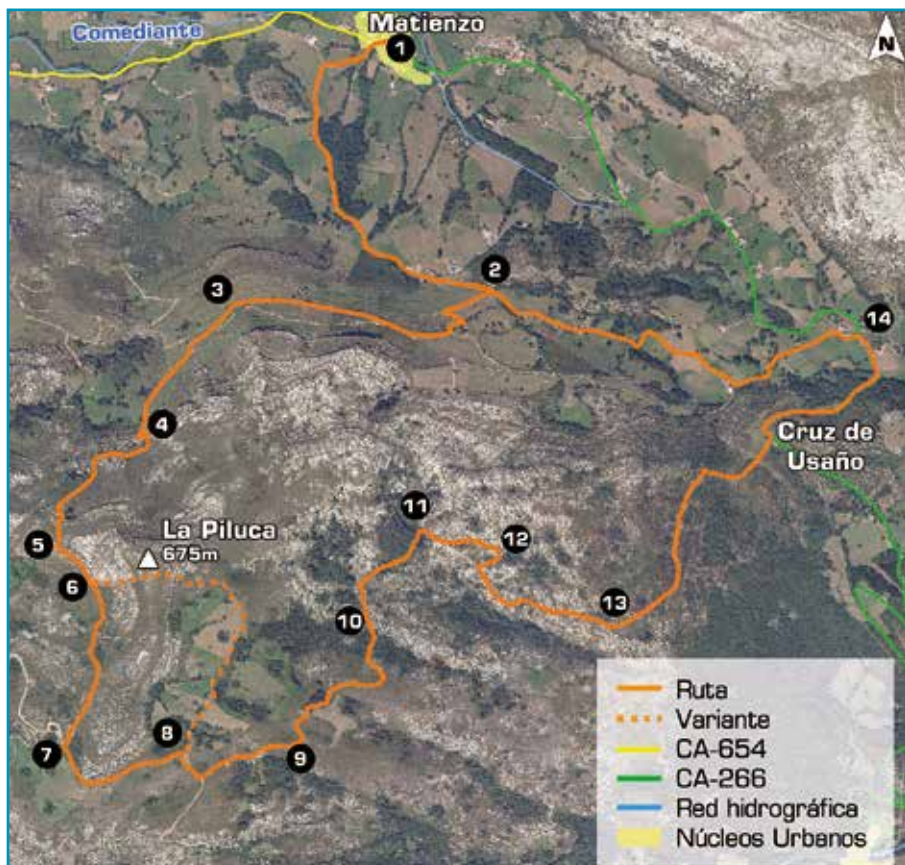 Matienzo
Comediante
1
N
2
3
14
4
Cruz de
Usaño
11
La Piluca
675m
12
5
6
10
13
8
7
9
Ruta
Variante
CA-654
CA-266
Red hidrográfica
Núcleos Urbanos